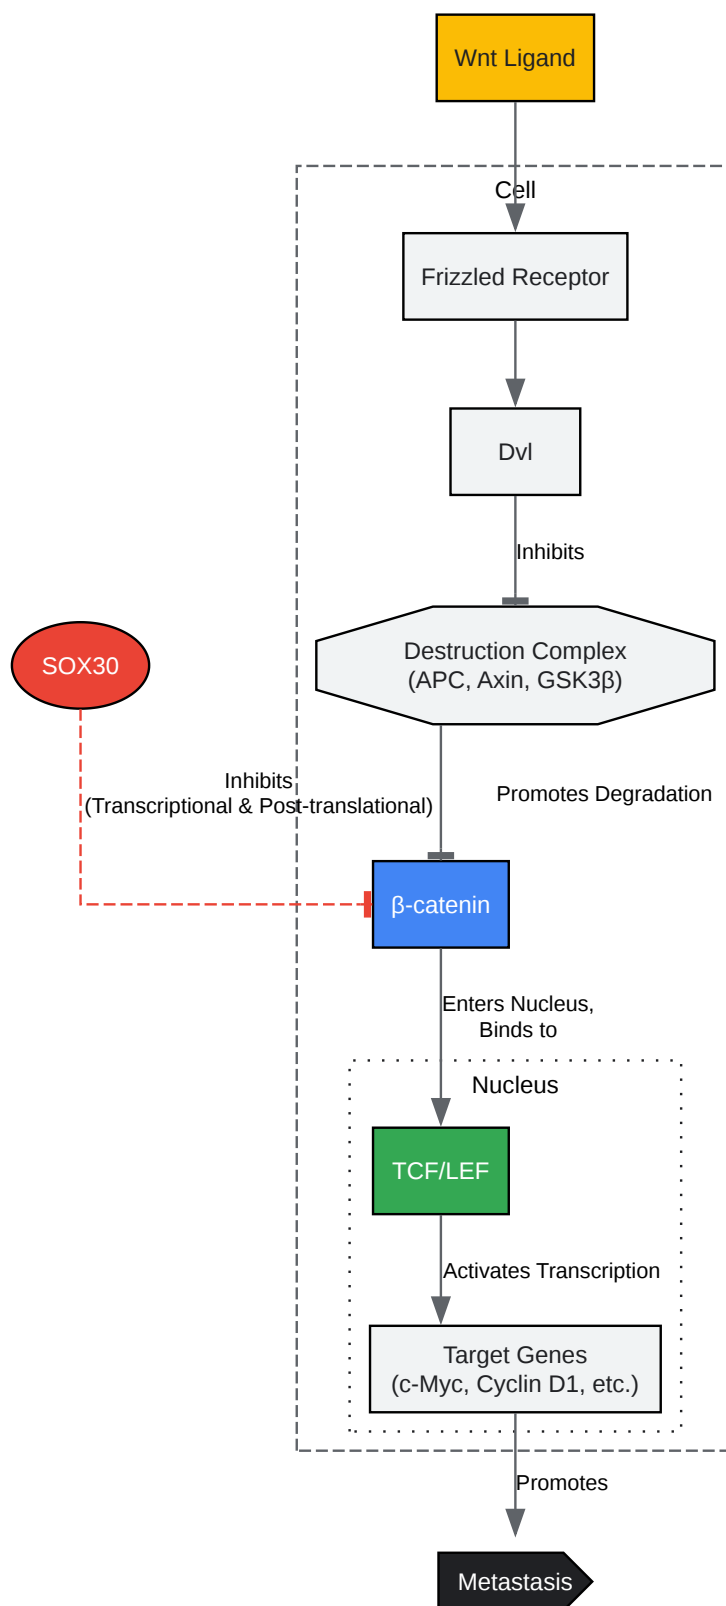 Wnt Ligand
Cell
Frizzled Receptor
Dvl
Inhibits
Destruction Complex
(APC, Axin, GSK3β)
SOX30
Inhibits
(Transcriptional & Post-translational)
Promotes Degradation
β-catenin
Enters Nucleus,
Binds to
Nucleus
TCF/LEF
Activates Transcription
Target Genes
(c-Myc, Cyclin D1, etc.)
Promotes
Metastasis